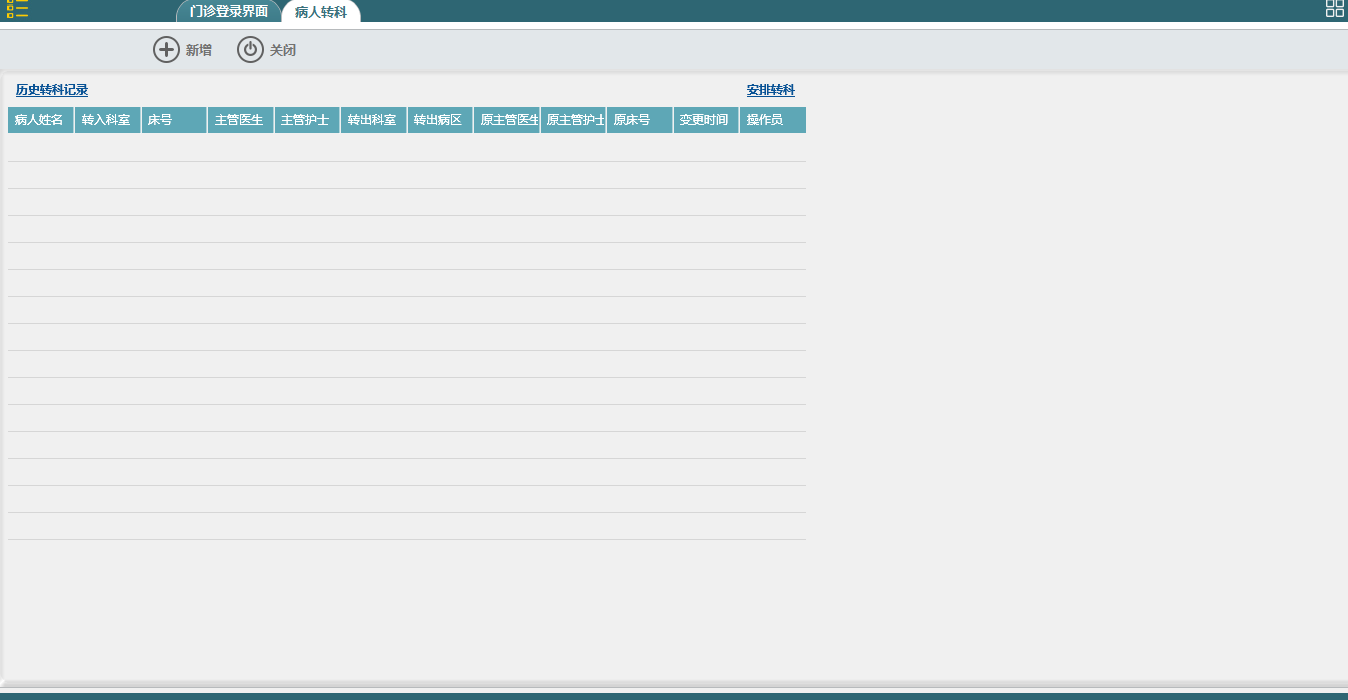 门诊登录界面 病人转科
新增 关闭
历史转科记录 安排转科
病人姓名 转入科室 床号 主管医生 主管护士 转出科室 转出病区 原主管医生 原主管护士 原床号 变更时间 操作员